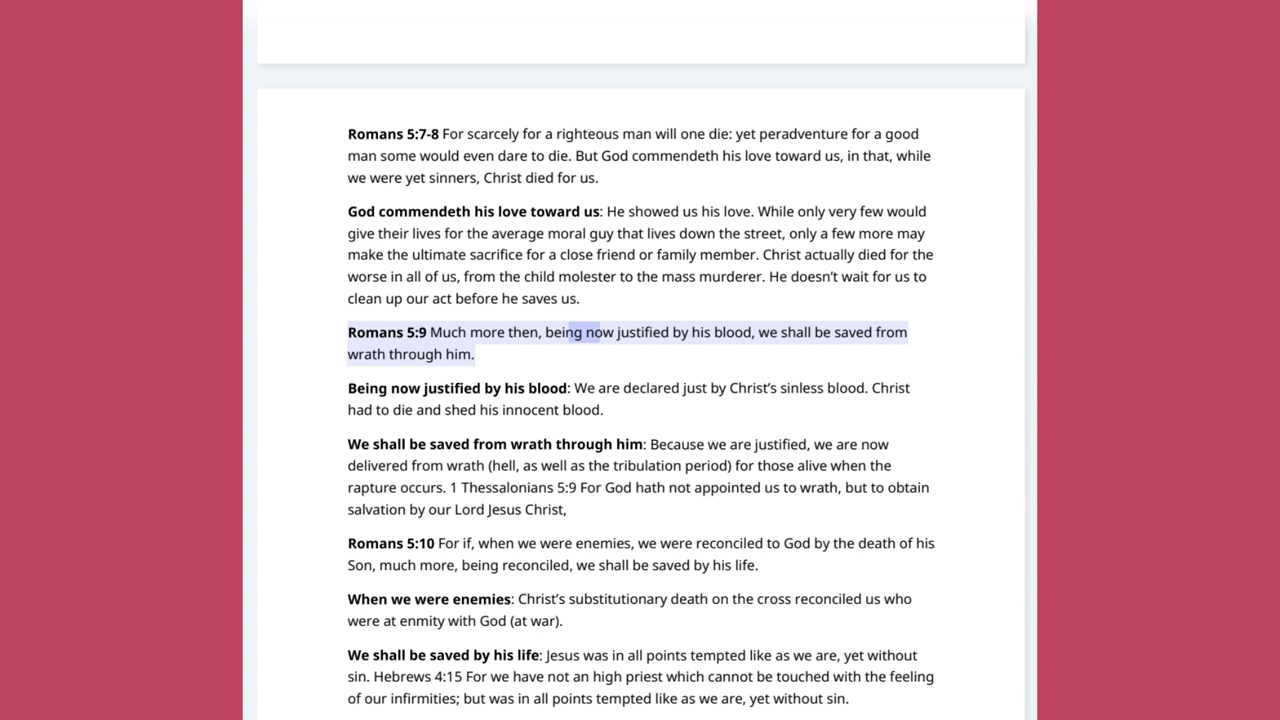 Romans 5:7-8 For scarcely for a righteous man will one die: yet peradventure for a good
man some would even dare to die. But God commendeth his love toward us, in that, while
we were yet sinners, Christ died for us.
God commendeth his love toward us: He showed us his love. While only very few would
give their lives for the average moral guy that lives down the street, only a few more may
make the ultimate sacrifice for a close friend or family member. Christ actually died for the
worse in all of us, from the child molester to the mass murderer. He doesn’t wait for us to
clean up our act before he saves us.
Romans 5:9 Much more then, being now justified by his blood, we shall be saved from
wrath through him.
Being now justified by his blood: We are declared just by Christ’s sinless blood. Christ
had to die and shed his innocent blood.
We shall be saved from wrath through him: Because we are justified, we are now
delivered from wrath (hell, as well as the tribulation period) for those alive when the
rapture occurs. 1 Thessalonians 5:9 For God hath not appointed us to wrath, but to obtain
salvation by our Lord Jesus Christ,
Romans 5:10 For if, when we were enemies, we were reconciled to God by the death of his
Son, much more, being reconciled, we shall be saved by his life.
When we were enemies: Christ’s substitutionary death on the cross reconciled us who
were at enmity with God (at war).
We shall be saved by his life: Jesus was in all points tempted like as we are, yet without
sin. Hebrews 4:15 For we have not an high priest which cannot be touched with the feeling
of our infirmities; but was in all points tempted like as we are, yet without sin.